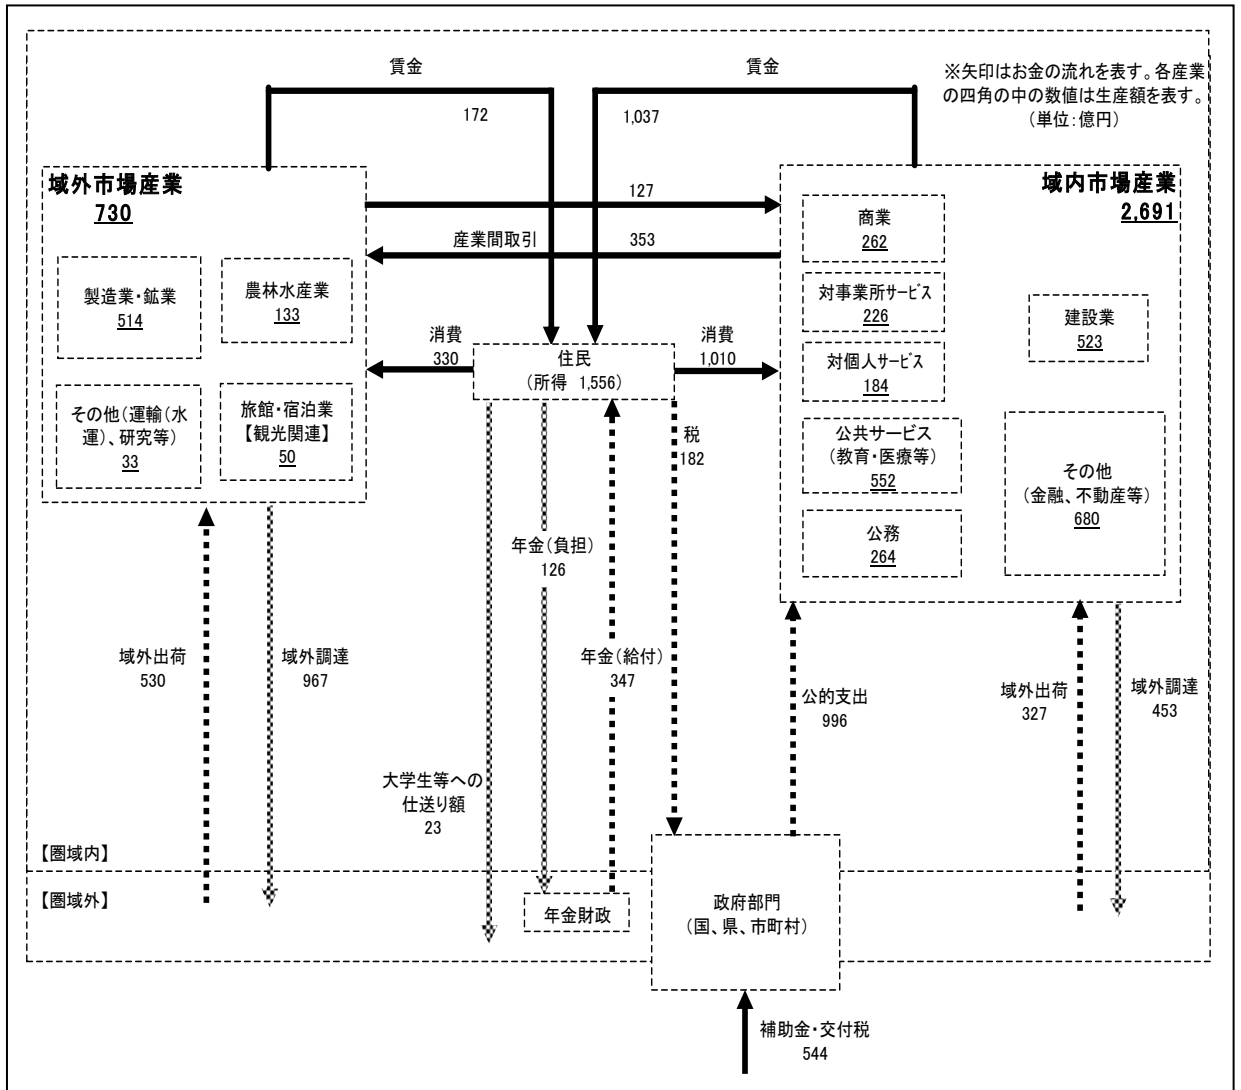 賃金
賃金
※矢印はお金の流れを表す。各産業
の四角の中の数値は生産額を表す。
(単位:億円)
172
1,037
域外市場産業
730
製造業・鉱業
514
農林水産業
133
その他(運輸(水
運)、研究等)
33
旅館・宿泊業
【観光関連】
50
127
産業間取引 353
域内市場産業
2,691
商業
262
対事業所サービス
226
対個人サービス
184
公共サービス
(教育・医療等)
552
公務
264
建設業
523
その他
(金融、不動産等)
680
消費
330
住民
(所得 1,556)
消費
1,010
税
182
年金(負担)
126
年金(給付)
347
域外出荷
530
域外調達
967
大学生等への
仕送り額
23
公的支出
996
域外出荷
327
域外調達
453
【圏域内】
【圏域外】
年金財政
政府部門
(国、県、市町村)
補助金・交付税
544